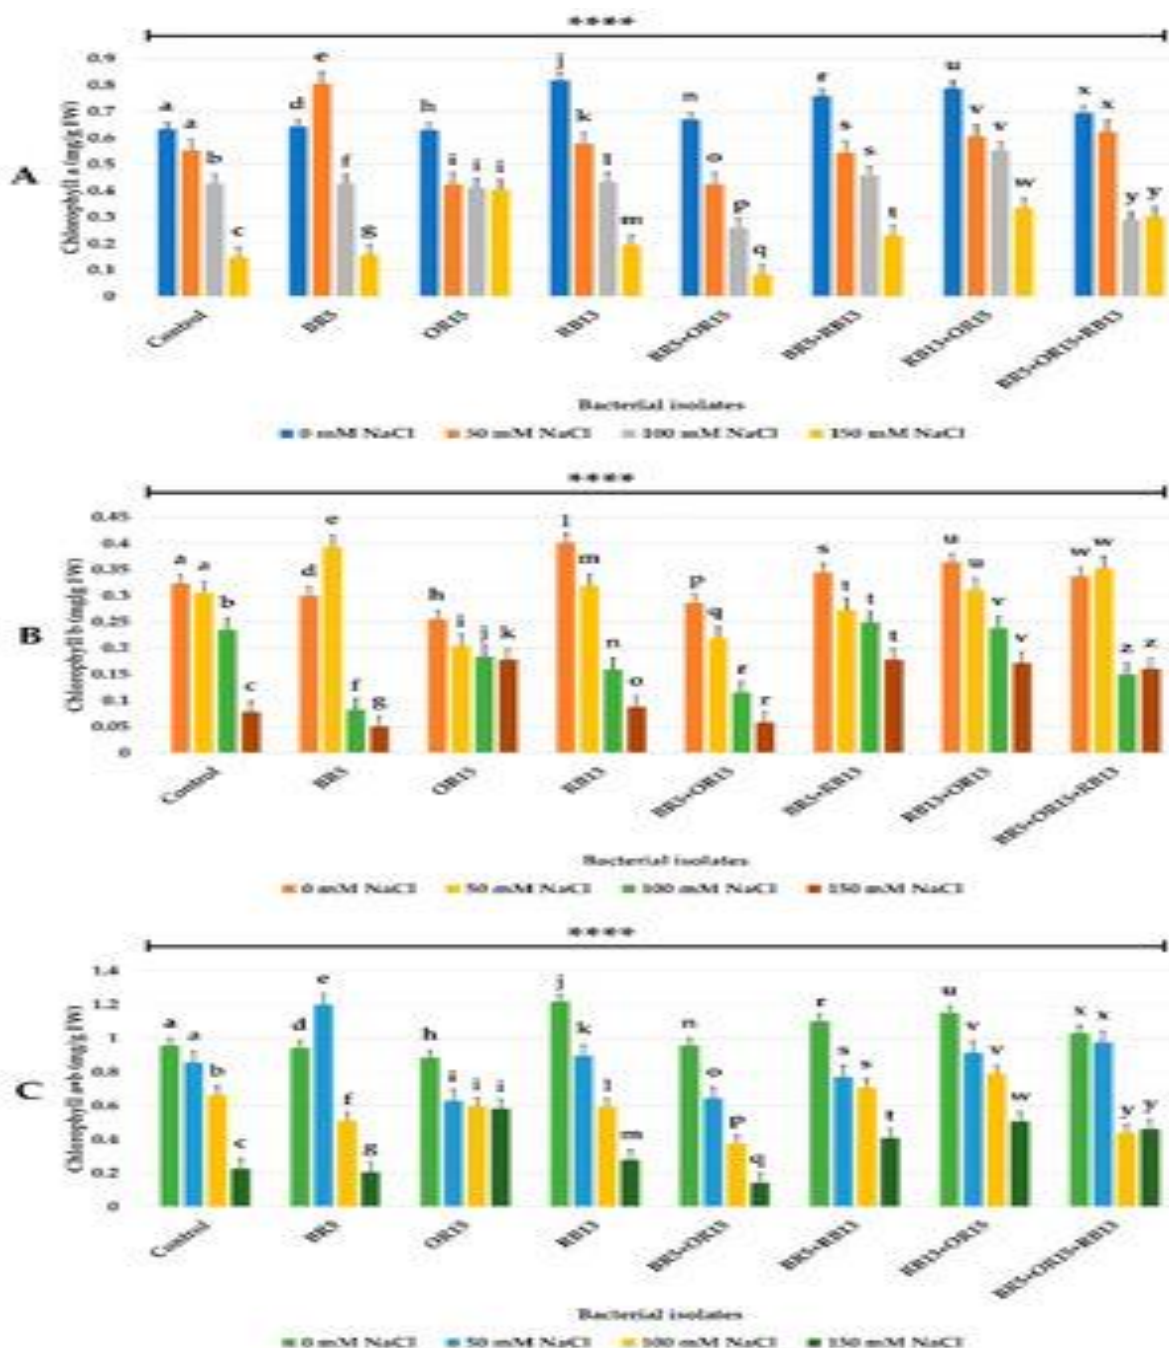 ****
0.9
0.8
0.7
0.6
0.5
0.4
0.3
0.2
0.1
0
Chlorophyll a (mg/g FW)
A
a a b c
d e f g
h i i i
j k l m
n o p q
r s s t
u v v w
x x y y
Control BR5 OR15 RB13 BR5+OR15 BR5+RB13 RB13+OR15 BR5+OR15+RB13
Bacterial isolates
0 mM NaCl 50 mM NaCl 100 mM NaCl 150 mM NaCl
****
0.45
0.4
0.35
0.3
0.25
0.2
0.15
0.1
0.05
0
Chlorophyll b (mg/g FW)
B
a a b c
d e f g
h i j k
l m n o
p q r r
s t t t
u u v v
w w z z
Control BR5 OR15 RB13 BR5+OR15 BR5+RB13 RB13+OR15 BR5+OR15+RB13
Bacterial isolates
0 mM NaCl 50 mM NaCl 100 mM NaCl 150 mM NaCl
****
1.4
1.2
1
0.8
0.6
0.4
0.2
0
Chlorophyll a+b (mg/g FW)
C
a a b c
d e f g
h i i i
j k l m
n o p q
r s s t
u v v w
x x y y
Control BR5 OR15 RB13 BR5+OR15 BR5+RB13 RB13+OR15 BR5+OR15+RB13
Bacterial isolates
0 mM NaCl 50 mM NaCl 100 mM NaCl 150 mM NaCl